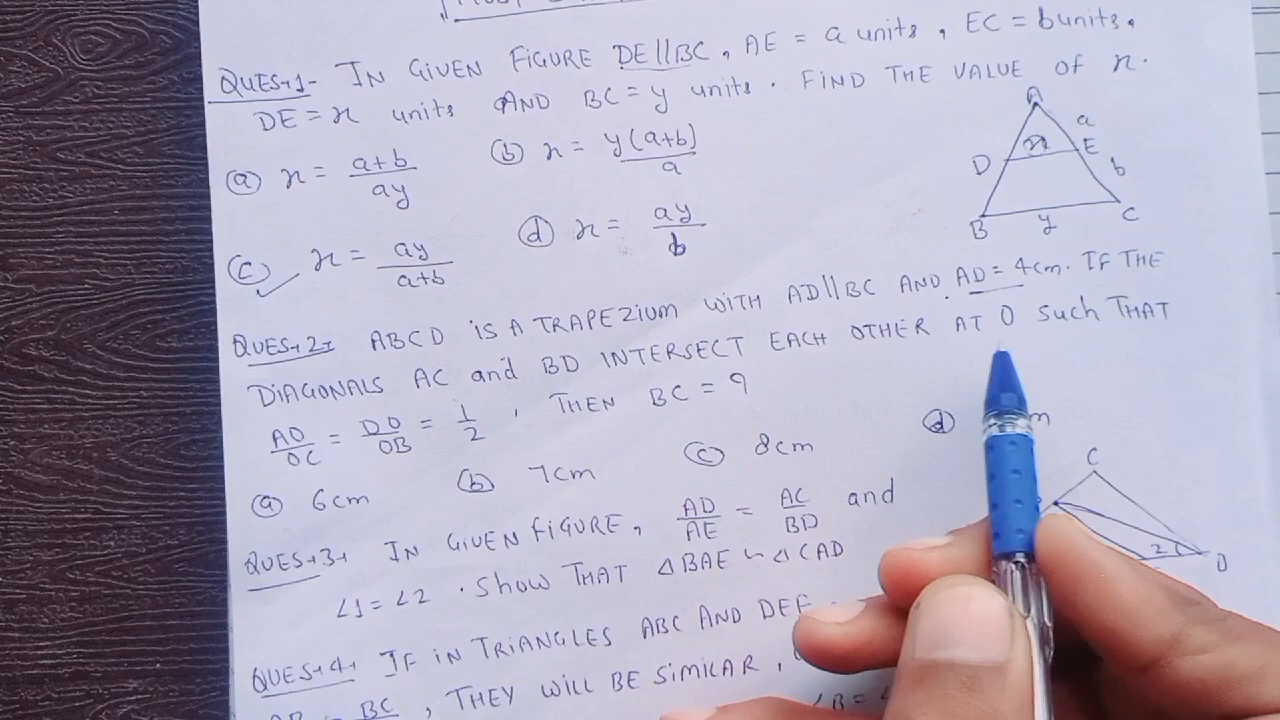 QUES→1→ IN GIVEN FIGURE DE∥BC, AE = a units, EC = b units,
DE = x units AND BC = y units. FIND THE VALUE OF x.
(a) x = a+b/ay (b) x = y(a+b)/a
(c) x = ay/a+b (d) x = ay/b
A
a
x
D E
b
B y C
QUES→2→ ABCD IS A TRAPEZIUM WITH AD∥BC AND AD = 4cm. IF THE
DIAGONALS AC and BD INTERSECT EACH OTHER AT O such THAT
AO/OC = DO/OB = 1/2, THEN BC = ?
(a) 6cm (b) 7cm (c) 8cm (d)
QUES→3→ IN GIVEN FIGURE, AD/AE = AC/BD and
∠1 = ∠2. Show THAT △BAE ~ △CAD
C
2
D
QUES→4→ IF IN TRIANGLES ABC AND DEF
BC, THEY WILL BE SIMILAR,
∠B =